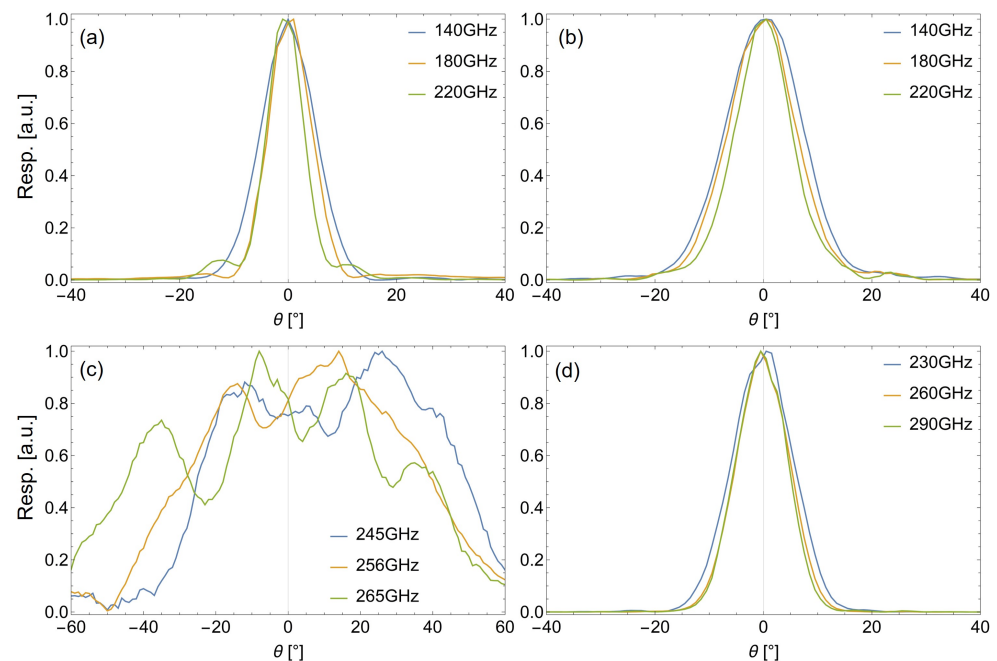 (a)
140GHz
180GHz
220GHz
Resp. [a.u.]
1.0
0.8
0.6
0.4
0.2
0.0
−40 −20 0 20 40
θ [°]
(b)
140GHz
180GHz
220GHz
1.0
0.8
0.6
0.4
0.2
0.0
−40 −20 0 20 40
θ [°]
(c)
245GHz
256GHz
265GHz
Resp. [a.u.]
1.0
0.8
0.6
0.4
0.2
0.0
−60 −40 −20 0 20 40 60
θ [°]
(d)
230GHz
260GHz
290GHz
1.0
0.8
0.6
0.4
0.2
0.0
−40 −20 0 20 40
θ [°]